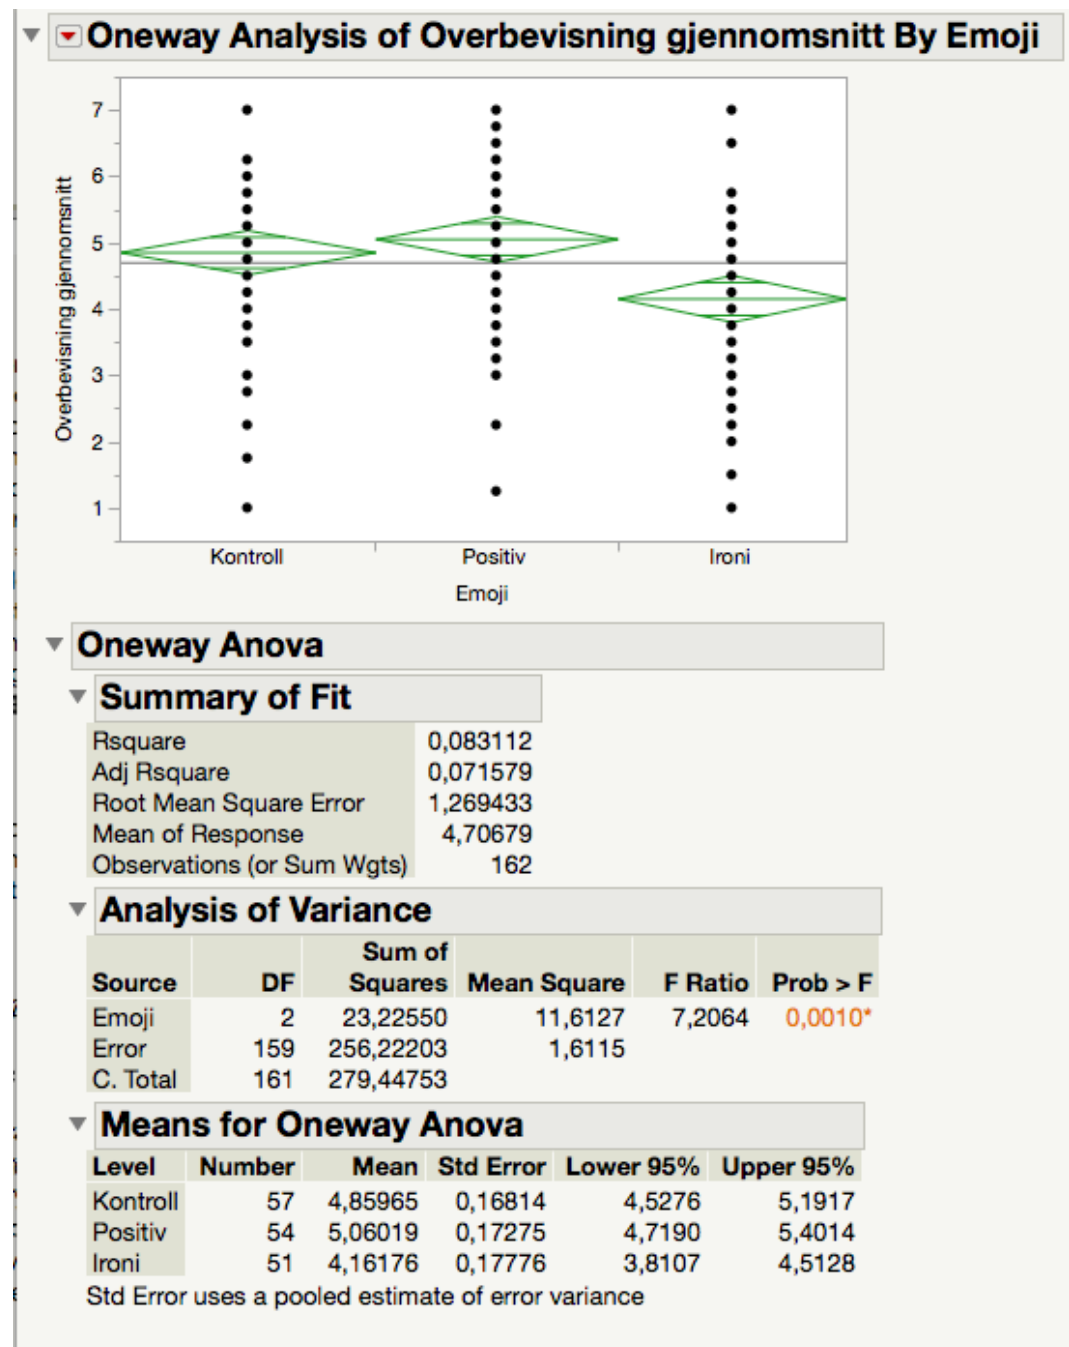 Oneway Analysis of Overbevisning gjennomsnitt By Emoji
7
6
5
4
3
2
1
Overbevisning gjennomsnitt
Kontroll Positiv Ironi
Emoji
Oneway Anova
Summary of Fit
Rsquare 0,083112
Adj Rsquare 0,071579
Root Mean Square Error 1,269433
Mean of Response 4,70679
Observations (or Sum Wgts) 162
Analysis of Variance
Sum of
Source DF Squares Mean Square F Ratio Prob > F
Emoji 2 23,22550 11,6127 7,2064 0,0010*
Error 159 256,22203 1,6115
C. Total 161 279,44753
Means for Oneway Anova
Level Number Mean Std Error Lower 95% Upper 95%
Kontroll 57 4,85965 0,16814 4,5276 5,1917
Positiv 54 5,06019 0,17275 4,7190 5,4014
Ironi 51 4,16176 0,17776 3,8107 4,5128
Std Error uses a pooled estimate of error variance